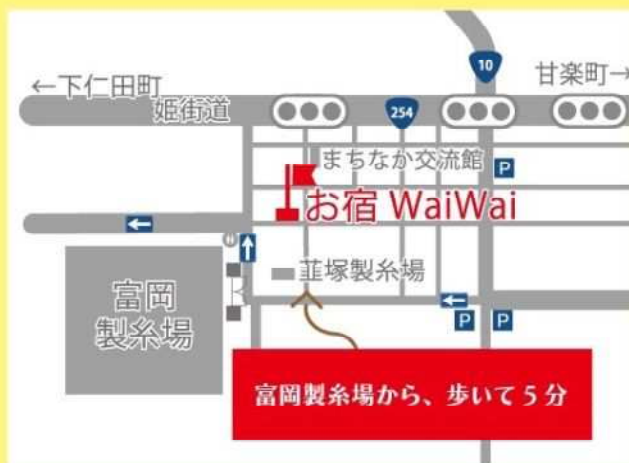 10
←下仁田町
甘楽町→
姫街道
254
まちなか交流館
P
お宿 WaiWai
←
↑
韮塚製糸場
富岡
製糸場
←
P
P
富岡製糸場から、歩いて5分